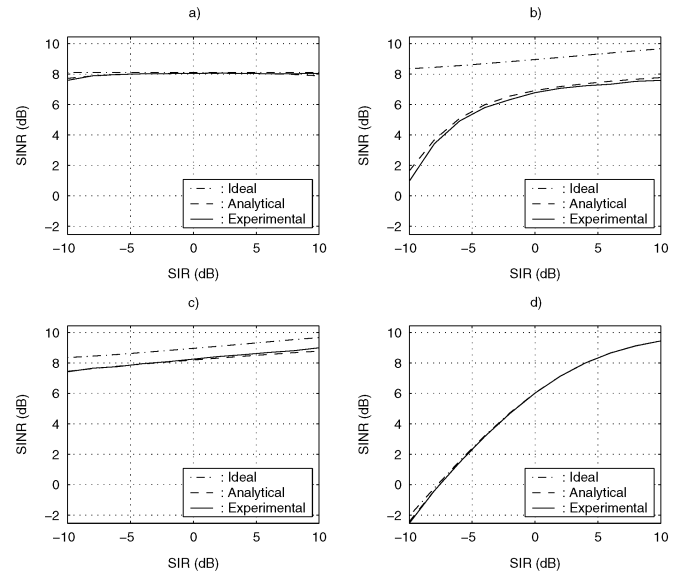 a)
10
8
6
4
2
0
−2
SINR (dB)
−10 −5 0 5 10
SIR (dB)
: Ideal
: Analytical
: Experimental
b)
10
8
6
4
2
0
−2
SINR (dB)
−10 −5 0 5 10
SIR (dB)
: Ideal
: Analytical
: Experimental
c)
10
8
6
4
2
0
−2
SINR (dB)
−10 −5 0 5 10
SIR (dB)
: Ideal
: Analytical
: Experimental
d)
10
8
6
4
2
0
−2
SINR (dB)
−10 −5 0 5 10
SIR (dB)
: Ideal
: Analytical
: Experimental